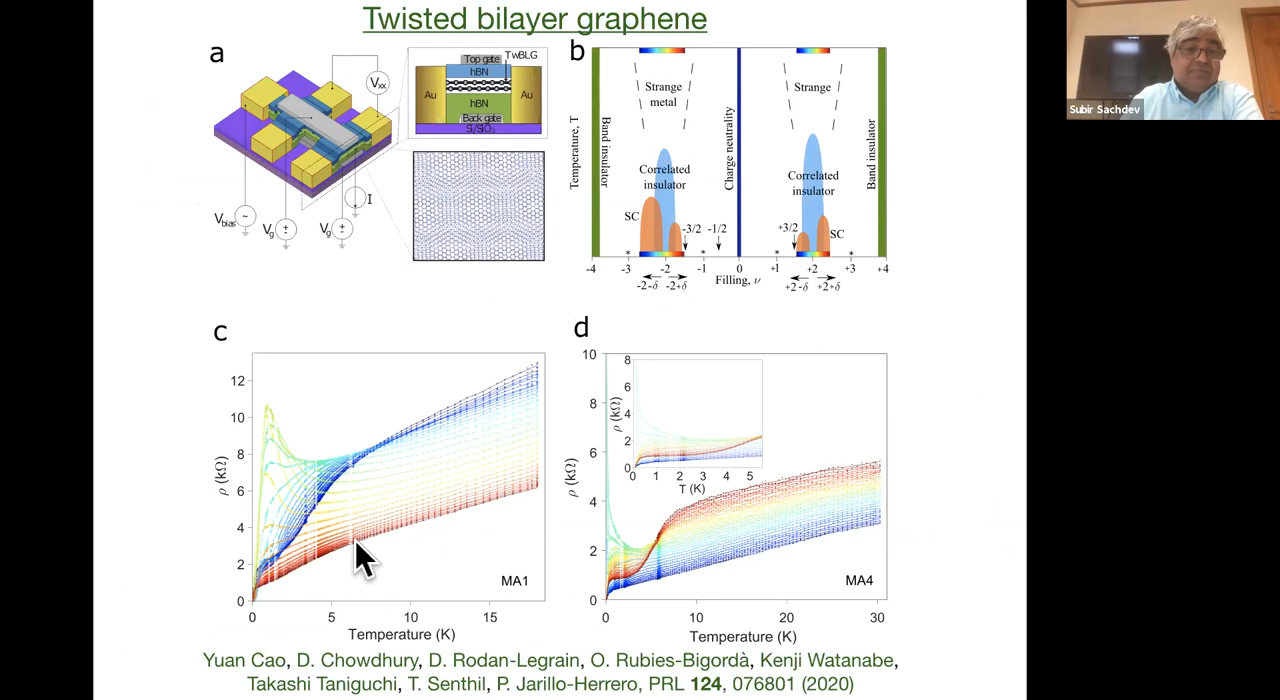 Twisted bilayer graphene
a
Vxx
Vbias
~
Vg
Vg
I
Top gate
TwBLG
hBN
Au
Au
hBN
Back gate
Si/SiO2
b
Temperature, T
Band insulator
Strange
metal
Correlated
insulator
SC
-3/2
-1/2
Charge neutrality
Strange
Correlated
insulator
+3/2
SC
Band insulator
-4 -3 -2 -1 0 +1 +2 +3 +4
-2-δ -2+δ
Filling, ν
+2-δ +2+δ
Subir Sachdev
c
ρ (kΩ)
12
10
8
6
4
2
0
0 5 10 15
Temperature (K)
MA1
d
ρ (kΩ)
10
8
6
4
2
0
0 10 20 30
Temperature (K)
MA4
ρ (kΩ)
8
6
4
2
0
0 1 2 3 4 5
T (K)
Yuan Cao, D. Chowdhury, D. Rodan-Legrain, O. Rubies-Bigordà, Kenji Watanabe,
Takashi Taniguchi, T. Senthil, P. Jarillo-Herrero, PRL 124, 076801 (2020)